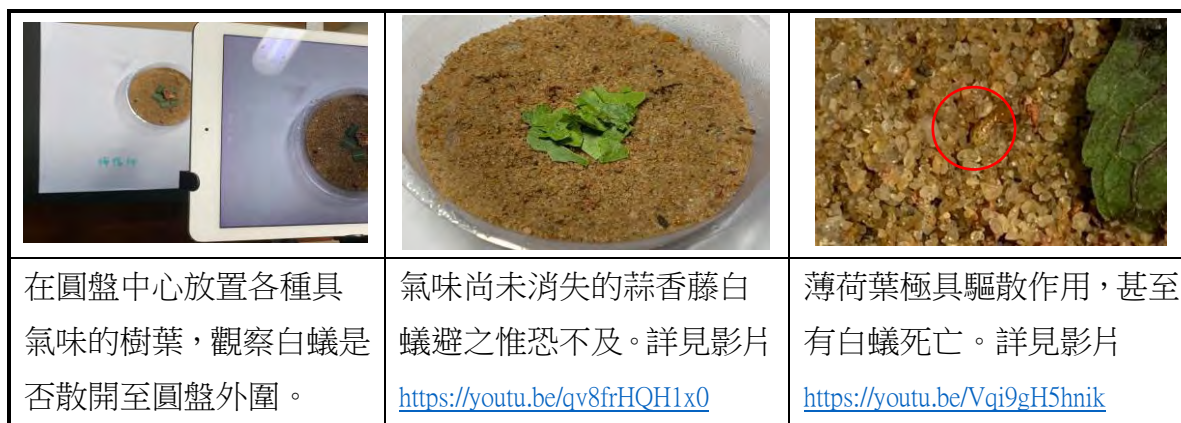 在圓盤中心放置各種具
氣味的樹葉，觀察白蟻是
否散開至圓盤外圍。
氣味尚未消失的蒜香藤白
蟻避之惟恐不及。詳見影片
https://youtu.be/qv8frHQH1x0
薄荷葉極具驅散作用，甚至
有白蟻死亡。詳見影片
https://youtu.be/Vqi9gH5hnik